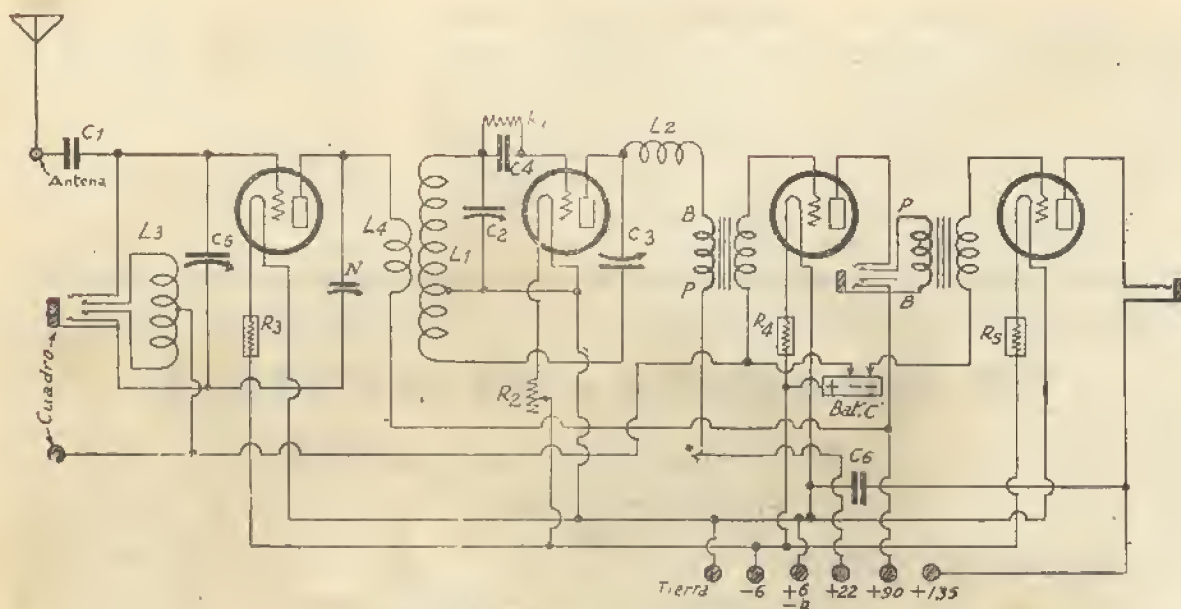 C1
Antena
L3
C5
Cuadro
R3
N
L4
L1
R1
C4
C2
C3
R2
L2
B
P
R4
P
B
Bat. C
R5
C6
Tierra -6 +6 +22 +90 +135
-B